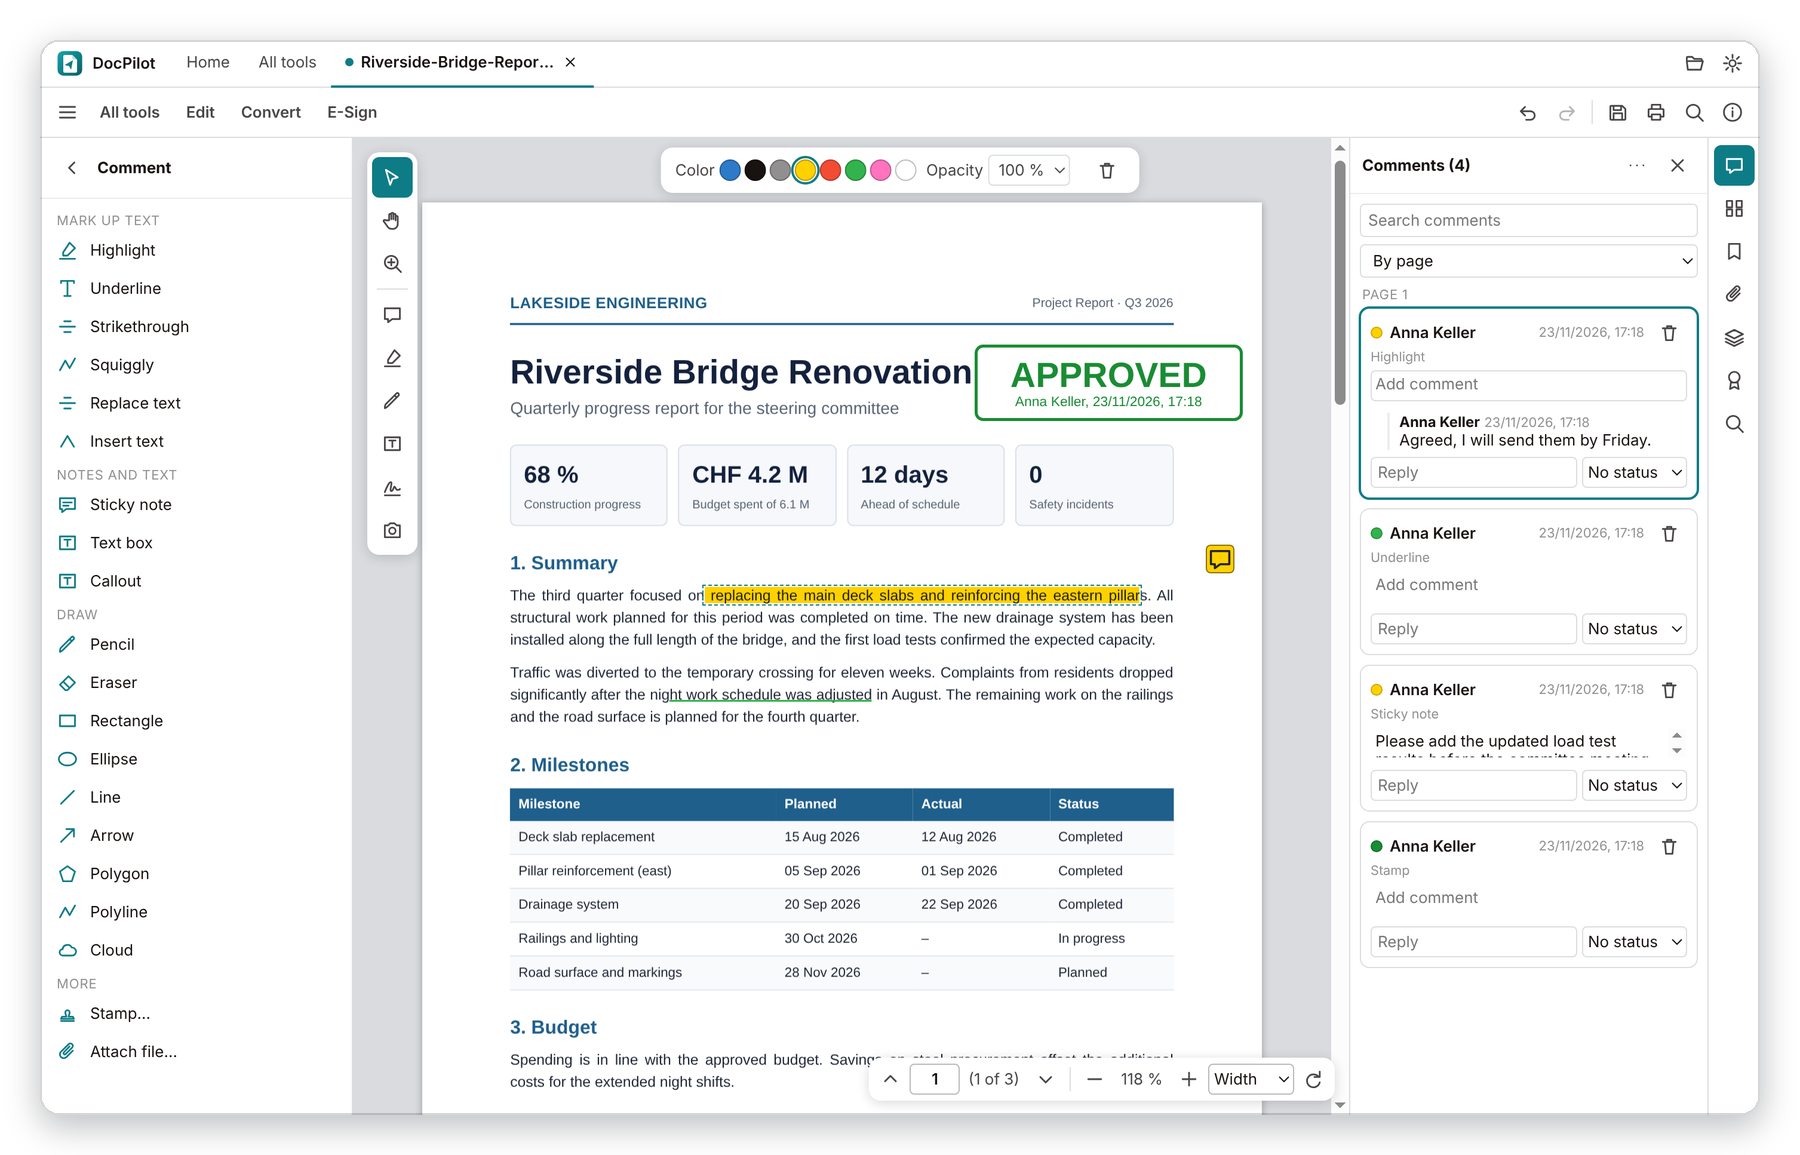 DocPilot
Home
All tools
Riverside-Bridge-Repor...
All tools
Edit
Convert
E-Sign
Comment
MARK UP TEXT
Highlight
Underline
Strikethrough
Squiggly
Replace text
Insert text
NOTES AND TEXT
Sticky note
Text box
Callout
DRAW
Pencil
Eraser
Rectangle
Ellipse
Line
Arrow
Polygon
Polyline
Cloud
MORE
Stamp...
Attach file...
Color
Opacity
100 %
LAKESIDE ENGINEERING
Project Report · Q3 2026
Riverside Bridge Renovation
Quarterly progress report for the steering committee
APPROVED
Anna Keller, 23/11/2026, 17:18
68 %
Construction progress
CHF 4.2 M
Budget spent of 6.1 M
12 days
Ahead of schedule
0
Safety incidents
1. Summary
The third quarter focused on replacing the main deck slabs and reinforcing the eastern pillars. All
structural work planned for this period was completed on time. The new drainage system has been
installed along the full length of the bridge, and the first load tests confirmed the expected capacity.
Traffic was diverted to the temporary crossing for eleven weeks. Complaints from residents dropped
significantly after the night work schedule was adjusted in August. The remaining work on the railings
and the road surface is planned for the fourth quarter.
2. Milestones
Milestone Planned Actual Status
Deck slab replacement 15 Aug 2026 12 Aug 2026 Completed
Pillar reinforcement (east) 05 Sep 2026 01 Sep 2026 Completed
Drainage system 20 Sep 2026 22 Sep 2026 Completed
Railings and lighting 30 Oct 2026 – In progress
Road surface and markings 28 Nov 2026 – Planned
3. Budget
Spending is in line with the approved budget. Savings on steel procurement offset the additional
costs for the extended night shifts.
1
(1 of 3)
118 %
Width
Comments (4)
Search comments
By page
PAGE 1
Anna Keller 23/11/2026, 17:18
Highlight
Add comment
Anna Keller 23/11/2026, 17:18
Agreed, I will send them by Friday.
Reply
No status
Anna Keller 23/11/2026, 17:18
Underline
Add comment
Reply
No status
Anna Keller 23/11/2026, 17:18
Sticky note
Please add the updated load test
results before the committee meeting
Reply
No status
Anna Keller 23/11/2026, 17:18
Stamp
Add comment
Reply
No status